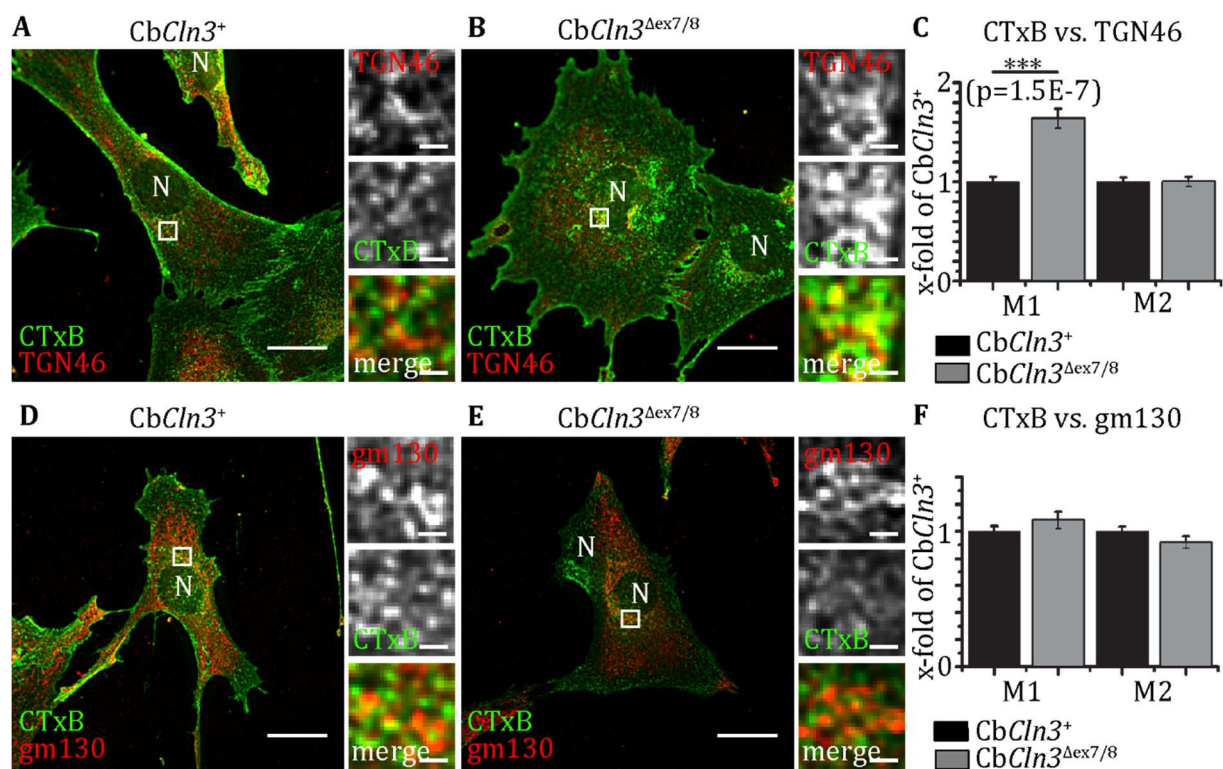 A CbCln3⁺
N
N
CTxB
TGN46
TGN46
CTxB
merge
B CbCln3Δex7/8
N
N
CTxB
TGN46
TGN46
CTxB
merge
C CTxB vs. TGN46
***
(p=1.5E-7)
x-fold of CbCln3⁺
2
1
0
M1 M2
CbCln3⁺
CbCln3Δex7/8
D CbCln3⁺
N
CTxB
gm130
gm130
CTxB
merge
E CbCln3Δex7/8
N
N
CTxB
gm130
gm130
CTxB
merge
F CTxB vs. gm130
x-fold of CbCln3⁺
1
0
M1 M2
CbCln3⁺
CbCln3Δex7/8